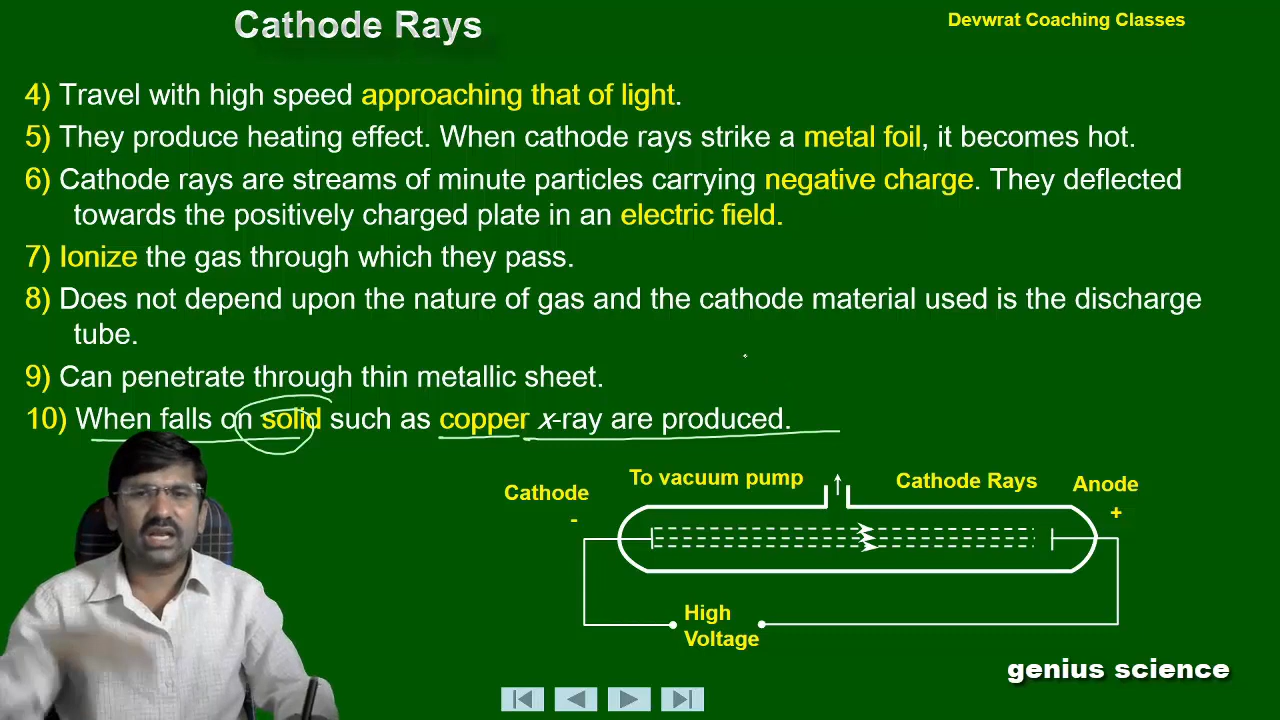 Cathode Rays
Devwrat Coaching Classes
4) Travel with high speed approaching that of light.
5) They produce heating effect. When cathode rays strike a metal foil, it becomes hot.
6) Cathode rays are streams of minute particles carrying negative charge. They deflected
towards the positively charged plate in an electric field.
7) Ionize the gas through which they pass.
8) Does not depend upon the nature of gas and the cathode material used is the discharge
tube.
9) Can penetrate through thin metallic sheet.
10) When falls on solid such as copper x-ray are produced.
To vacuum pump
Cathode Rays
Anode
Cathode
-
+
High
Voltage
genius science